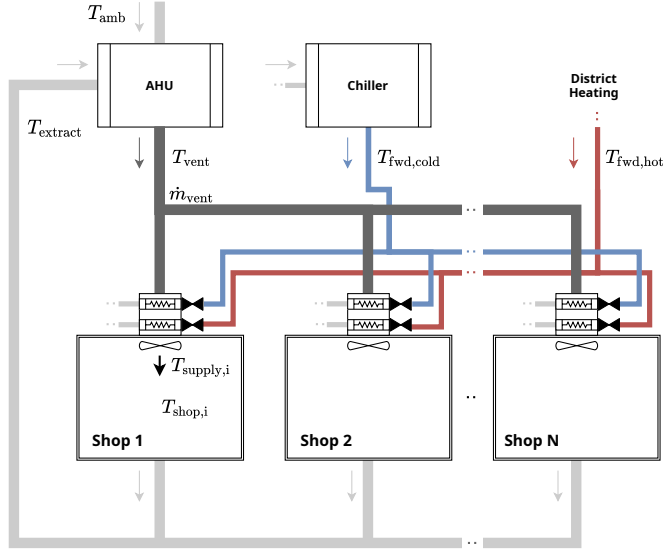 T_amb
AHU
Chiller
District
Heating
T_extract
T_vent
T_fwd,cold
T_fwd,hot
ṁ_vent
T_supply,i
T_shop,i
Shop 1
Shop 2
Shop N